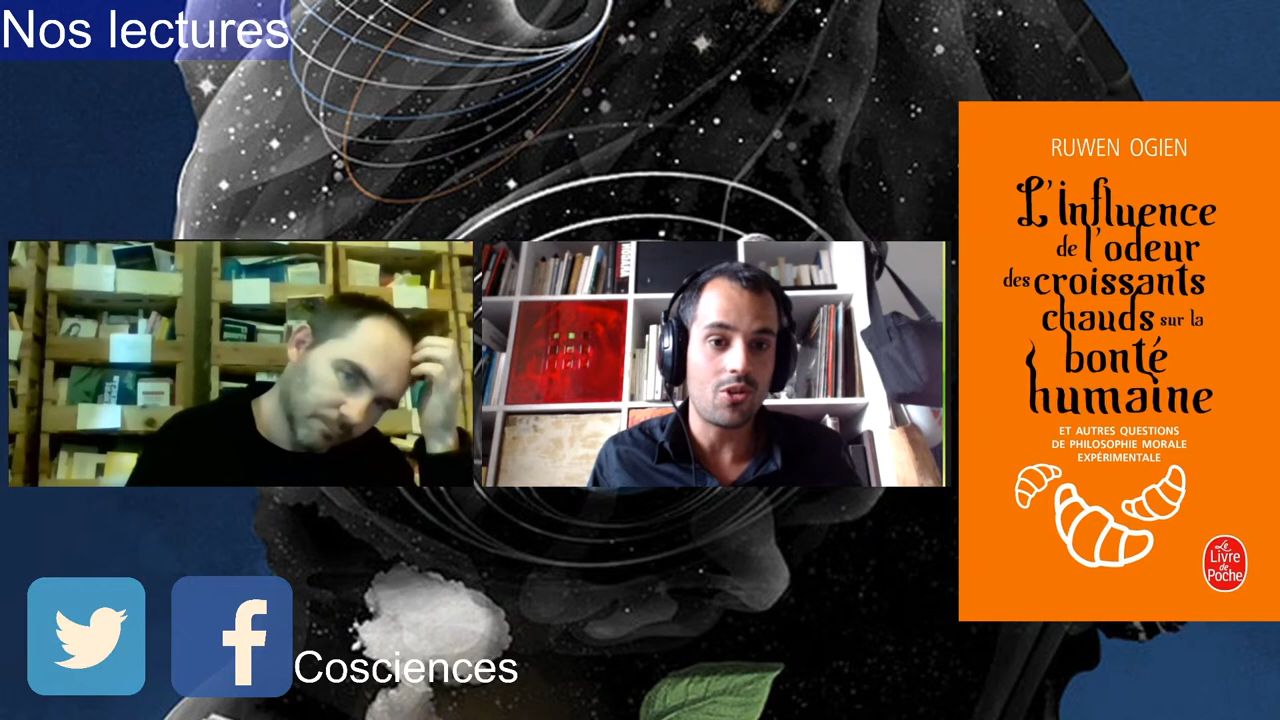 Nos lectures
RUWEN OGIEN
L'influence
de l'odeur
des croissants
chauds sur la
bonté
humaine
ET AUTRES QUESTIONS
DE PHILOSOPHIE MORALE
EXPÉRIMENTALE
Le
Livre
de
Poche
Cosciences